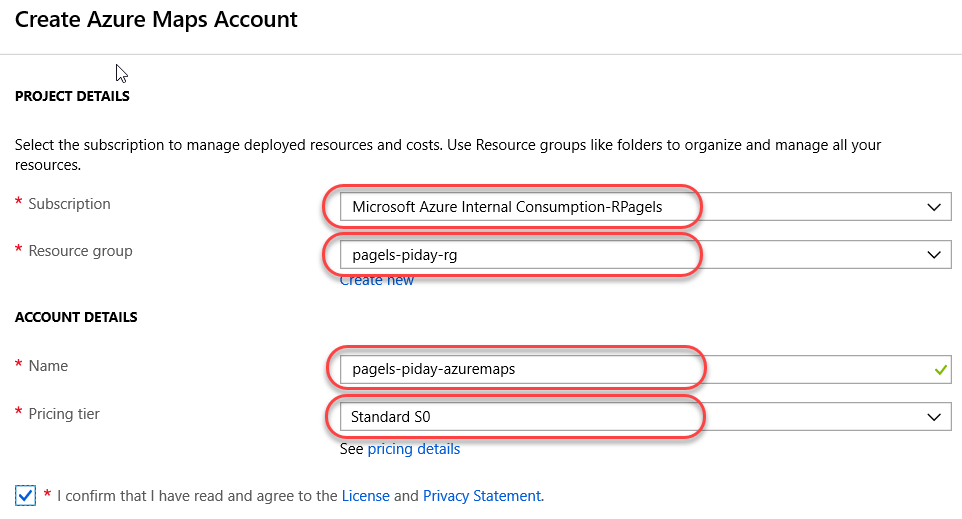 Create Azure Maps Account
PROJECT DETAILS
Select the subscription to manage deployed resources and costs. Use Resource groups like folders to organize and manage all your
resources.
* Subscription
Microsoft Azure Internal Consumption-RPagels
* Resource group
pagels-piday-rg
Create new
ACCOUNT DETAILS
* Name
pagels-piday-azuremaps
* Pricing tier
Standard S0
See pricing details
* I confirm that I have read and agree to the License and Privacy Statement.